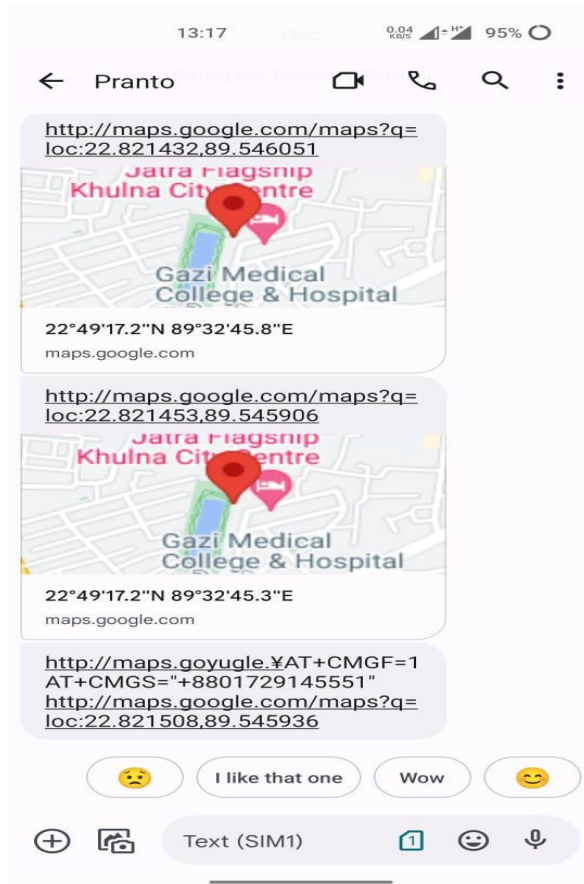 13:17
0.04 KB/S
H+
95%
Pranto
http://maps.google.com/maps?q=
loc:22.821432,89.546051
Jatra Flagship
Khulna City Centre
Gazi Medical
College & Hospital
22°49'17.2"N 89°32'45.8"E
maps.google.com
http://maps.google.com/maps?q=
loc:22.821453,89.545906
Jatra Flagship
Khulna City Centre
Gazi Medical
College & Hospital
22°49'17.2"N 89°32'45.3"E
maps.google.com
http://maps.goyugle.¥AT+CMGF=1
AT+CMGS="+8801729145551"
http://maps.google.com/maps?q=
loc:22.821508,89.545936
I like that one
Wow
Text (SIM1)
1